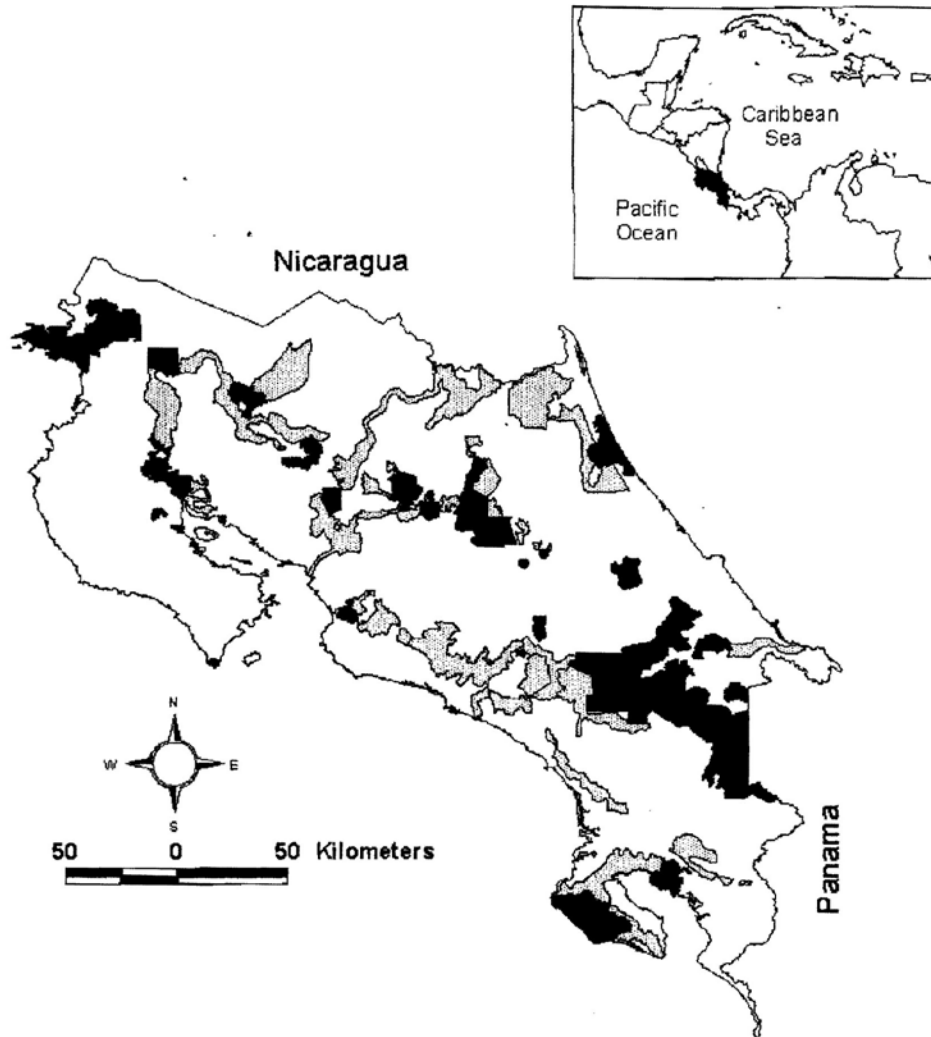 Caribbean
Sea
Pacific
Ocean
Nicaragua
N
W E
S
50 0 50 Kilometers
Panama